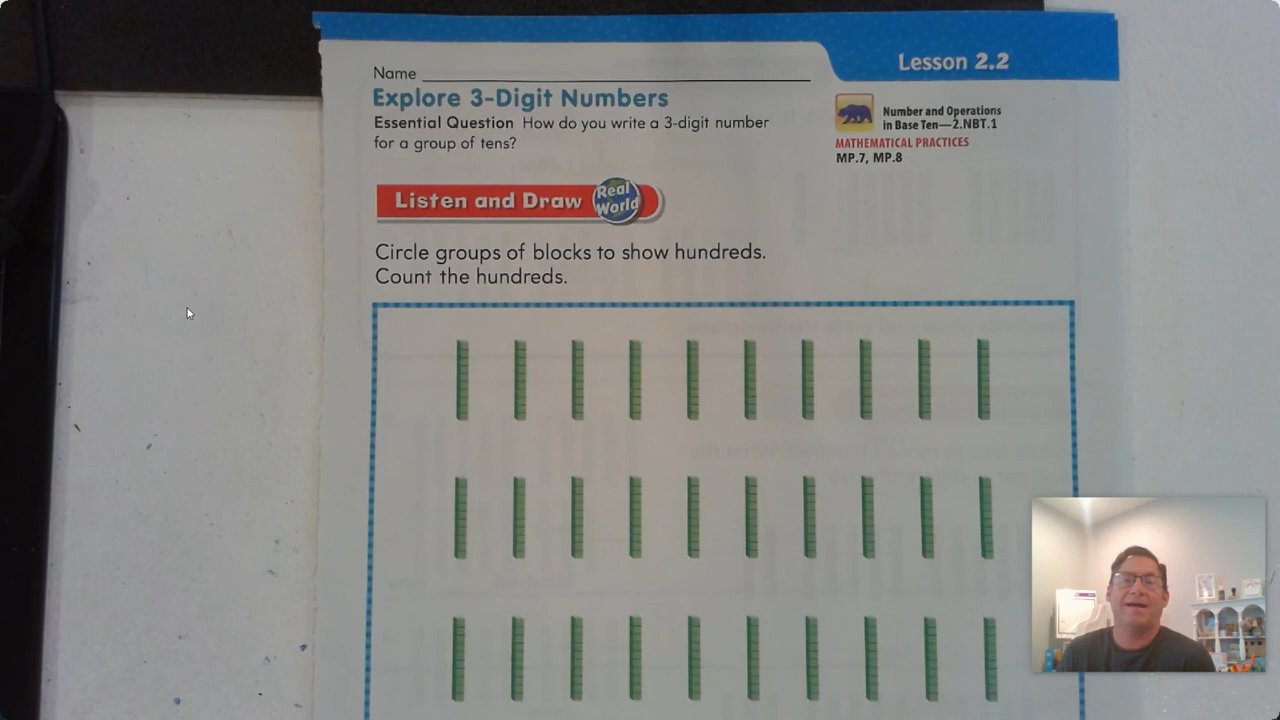 Lesson 2.2
Name
Explore 3-Digit Numbers
Essential Question How do you write a 3-digit number
for a group of tens?
Number and Operations
in Base Ten—2.NBT.1
MATHEMATICAL PRACTICES
MP.7, MP.8
Listen and Draw
Real
World
Circle groups of blocks to show hundreds.
Count the hundreds.